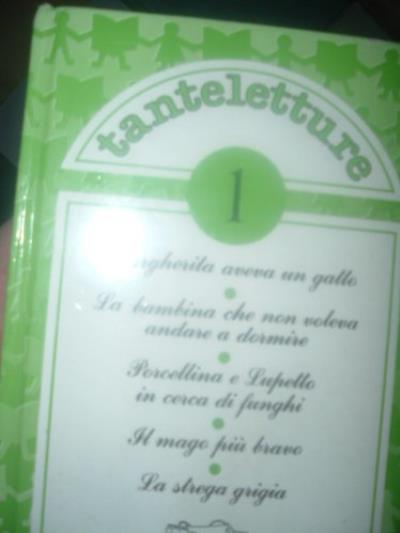 tanteletture
1
aveva un gallo
La bambina che non voleva
andare a dormire
Porcellina e Lupetto
in cerca di funghi
Il mago più bravo
La strega grigia